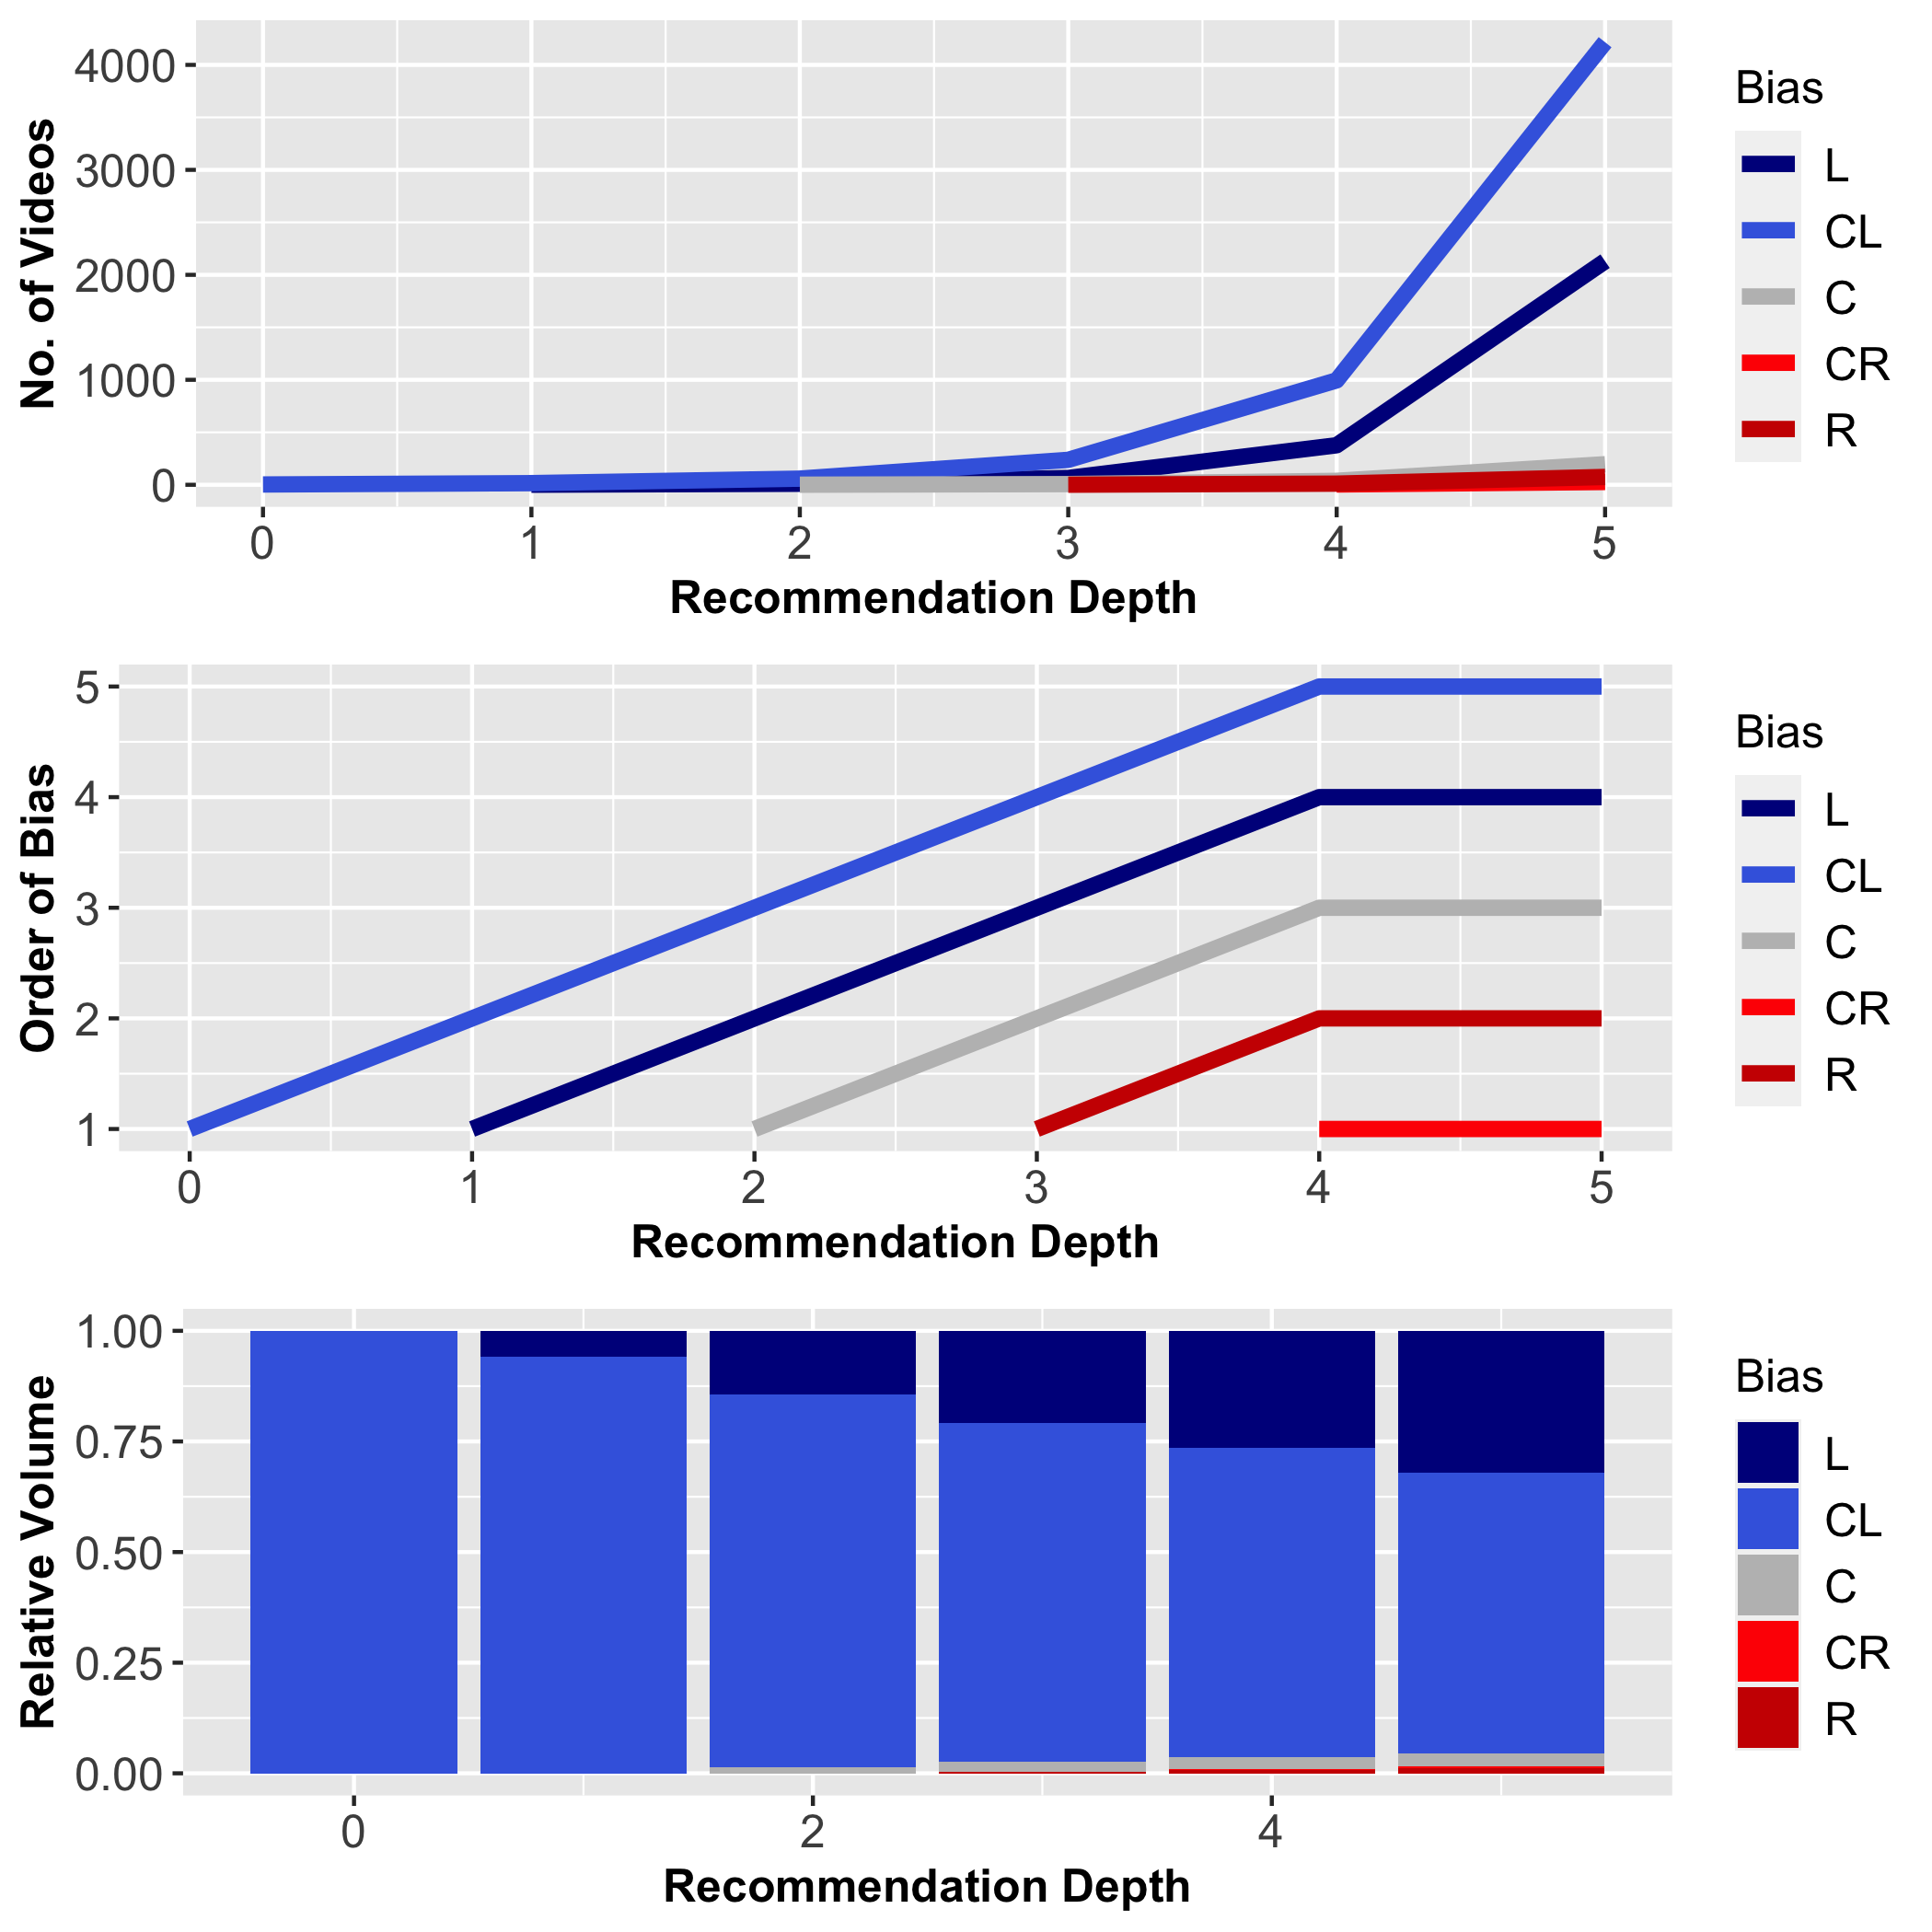 4000
3000
2000
1000
0
No. of Videos
0 1 2 3 4 5
Recommendation Depth
Bias
L
CL
C
CR
R
5
4
3
2
1
Order of Bias
0 1 2 3 4 5
Recommendation Depth
Bias
L
CL
C
CR
R
1.00
0.75
0.50
0.25
0.00
Relative Volume
0 2 4
Recommendation Depth
Bias
L
CL
C
CR
R